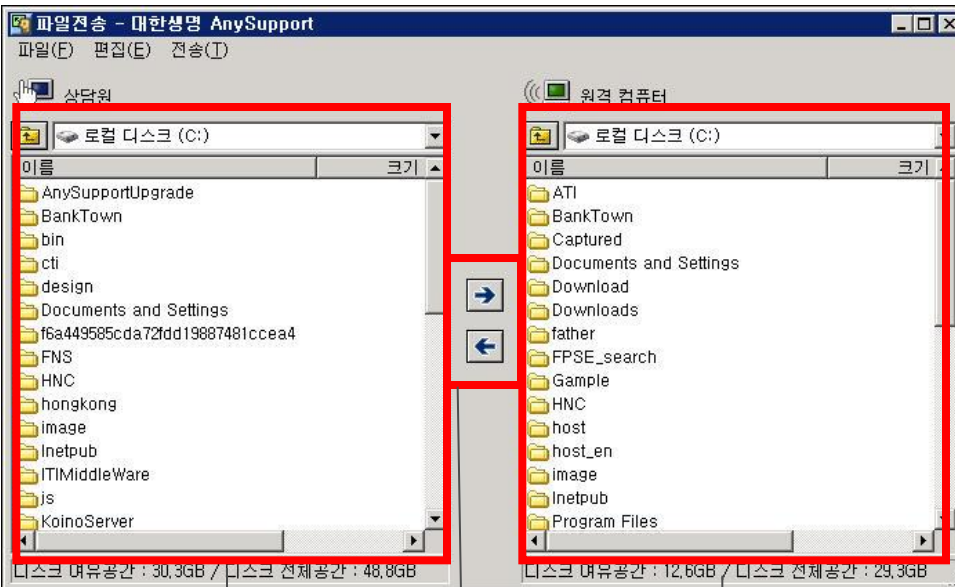 파일전송 - 대한생명 AnySupport
파일(F) 편집(E) 전송(T)
상담원
로컬 디스크 (C:)
이름 크기
AnySupportUpgrade
BankTown
bin
cti
design
Documents and Settings
f6a449585cda72fdd19887481ccea4
FNS
HNC
hongkong
image
Inetpub
ITIMiddleWare
js
KoinoServer
디스크 여유공간 : 30,3GB / 디스크 전체공간 : 48,8GB
원격 컴퓨터
로컬 디스크 (C:)
이름 크기
ATI
BankTown
Captured
Documents and Settings
Download
Downloads
father
FPSE_search
Gample
HNC
host
host_en
image
Inetpub
Program Files
디스크 여유공간 : 12,6GB / 디스크 전체공간 : 29,3GB